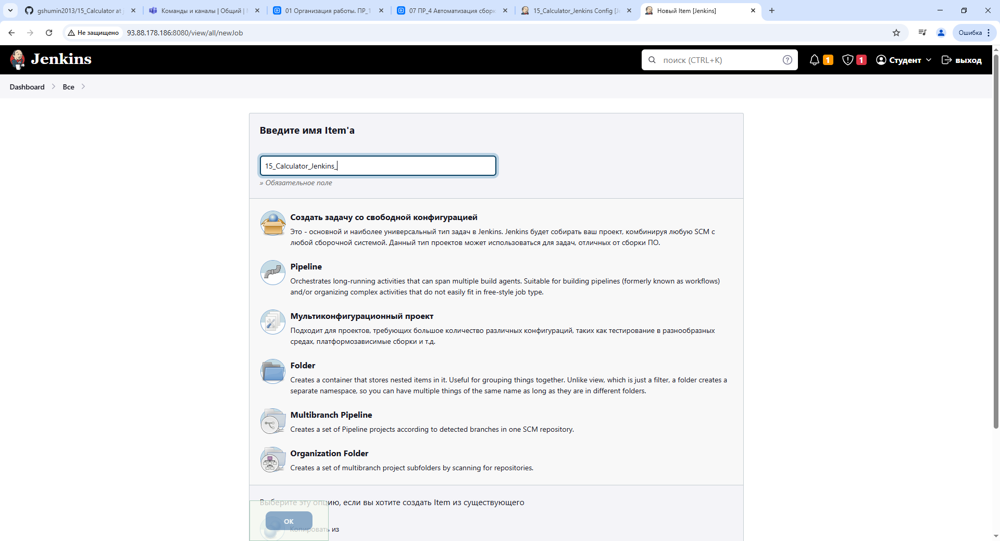 gshumin2013/15_Calculator at j
Команды и каналы | Общий | M
01 Организация работы. ПР_1
07 ПР_4 Автоматизация сборк
15_Calculator_Jenkins Config [Je
Новый Item [Jenkins]
Не защищено
93.88.178.186:8080/view/all/newJob
Ошибка
Jenkins
поиск (CTRL+K)
1
1
Студент
выход
Dashboard
Все
Введите имя Item'а
15_Calculator_Jenkins_
» Обязательное поле
Создать задачу со свободной конфигурацией
Это - основной и наиболее универсальный тип задач в Jenkins. Jenkins будет собирать ваш проект, комбинируя любую SCM с
любой сборочной системой. Данный тип проектов может использоваться для задач, отличных от сборки ПО.
Pipeline
Orchestrates long-running activities that can span multiple build agents. Suitable for building pipelines (formerly known as workflows)
and/or organizing complex activities that do not easily fit in free-style job type.
Мультиконфигурационный проект
Подходит для проектов, требующих большое количество различных конфигураций, таких как тестирование в разнообразных
средах, платформозависимые сборки и т.д.
Folder
Creates a container that stores nested items in it. Useful for grouping things together. Unlike view, which is just a filter, a folder creates a
separate namespace, so you can have multiple things of the same name as long as they are in different folders.
Multibranch Pipeline
Creates a set of Pipeline projects according to detected branches in one SCM repository.
Organization Folder
Creates a set of multibranch project subfolders by scanning for repositories.
Выберите эту опцию, если вы хотите создать Item из существующего
OK
Копировать из